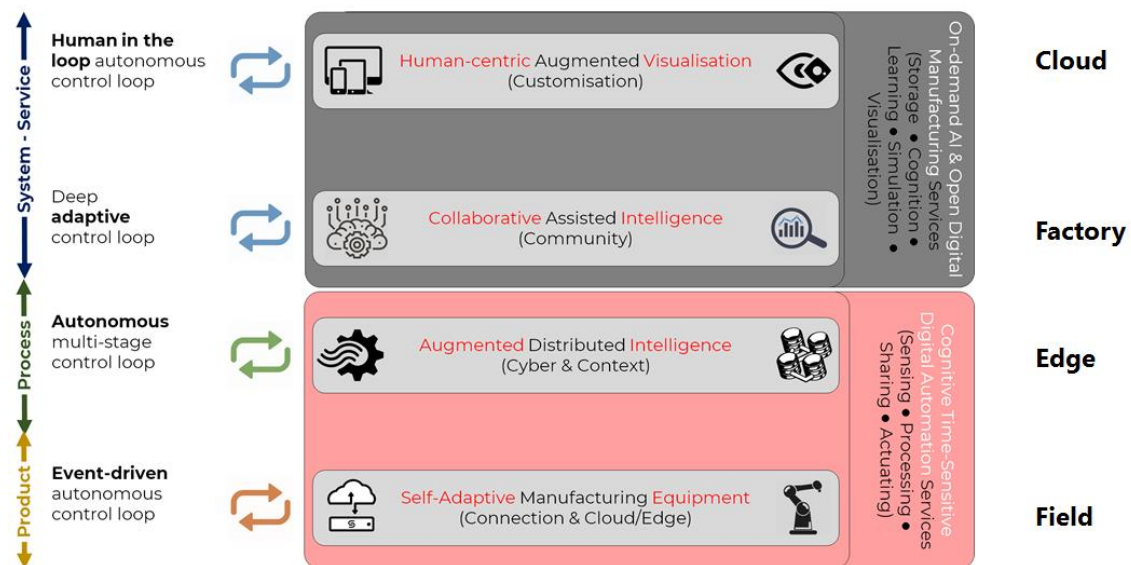 System - Service
Process
Product
Human in the
loop autonomous
control loop
Human-centric Augmented Visualisation
(Customisation)
Cloud
Deep
adaptive
control loop
Collaborative Assisted Intelligence
(Community)
Factory
On-demand AI & Open Digital
Manufacturing Services
(Storage ● Cognition ●
Learning ● Simulation ●
Visualisation)
Autonomous
multi-stage
control loop
Augmented Distributed Intelligence
(Cyber & Context)
Edge
Event-driven
autonomous
control loop
Self-Adaptive Manufacturing Equipment
(Connection & Cloud/Edge)
Field
Cognitive Time-Sensitive
Digital Automation Services
(Sensing ● Processing ●
Sharing ● Actuating)